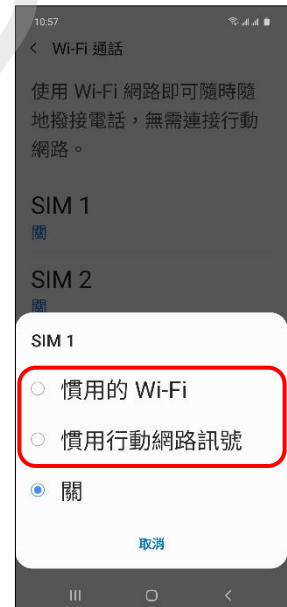 10:57
Wi-Fi 通話
使用 Wi-Fi 網路即可隨時隨
地撥接電話，無需連接行動
網路。
SIM 1
關
SIM 2
關
SIM 1
慣用的 Wi-Fi
慣用行動網路訊號
關
取消